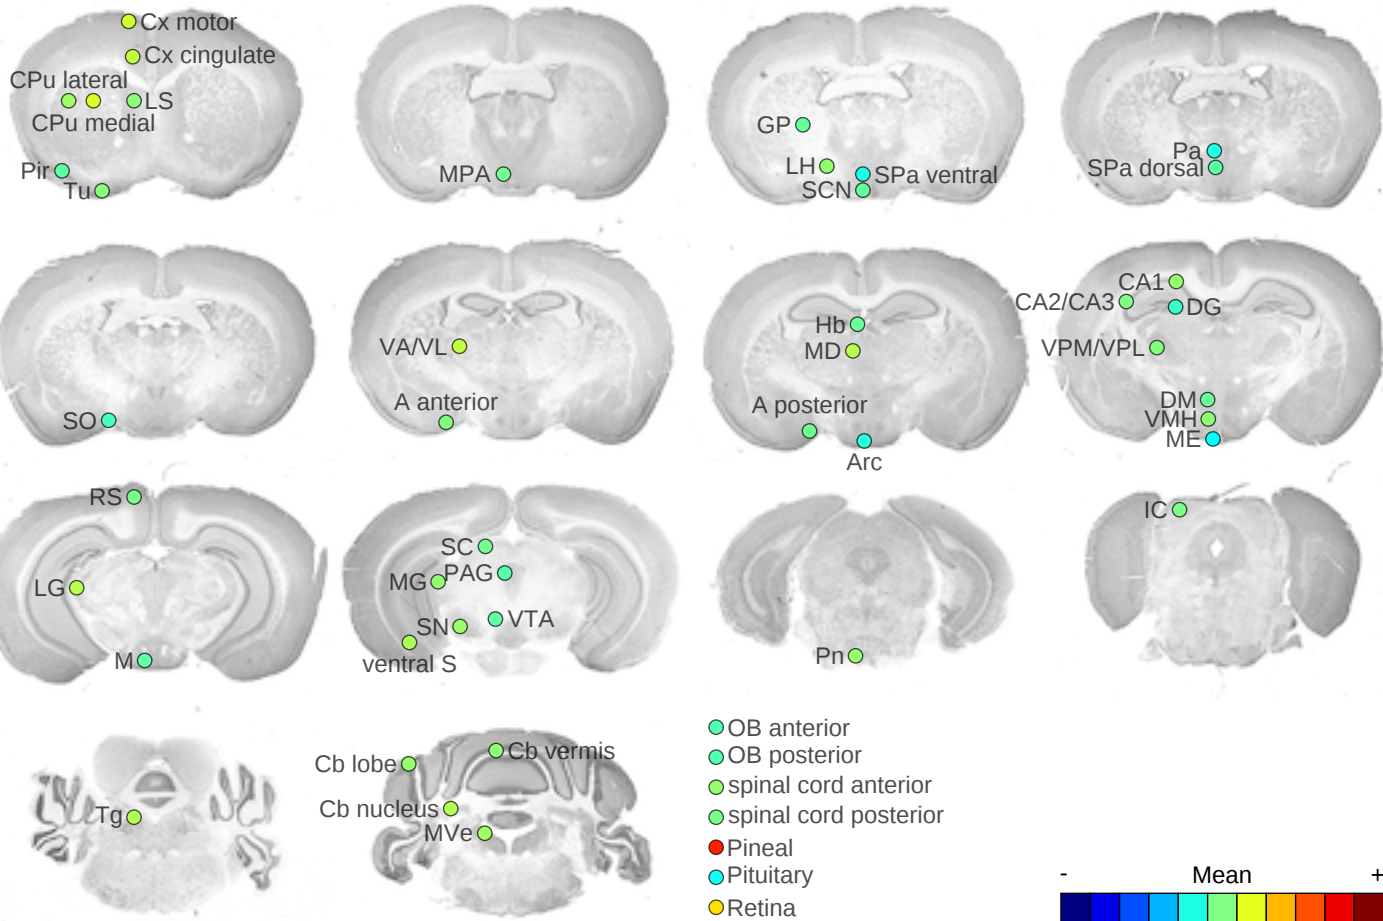 Cx motor
Cx cingulate
CPu lateral
LS
CPu medial
Pir
Tu
MPA
GP
LH
SPa ventral
SCN
Pa
SPa dorsal
SO
VA/VL
A anterior
Hb
MD
A posterior
Arc
CA1
CA2/CA3
DG
VPM/VPL
DM
VMH
ME
RS
LG
M
SC
MG
PAG
SN
VTA
ventral S
Pn
IC
Tg
Cb lobe
Cb vermis
Cb nucleus
MVe
OB anterior
OB posterior
spinal cord anterior
spinal cord posterior
Pineal
Pituitary
Retina
- Mean +